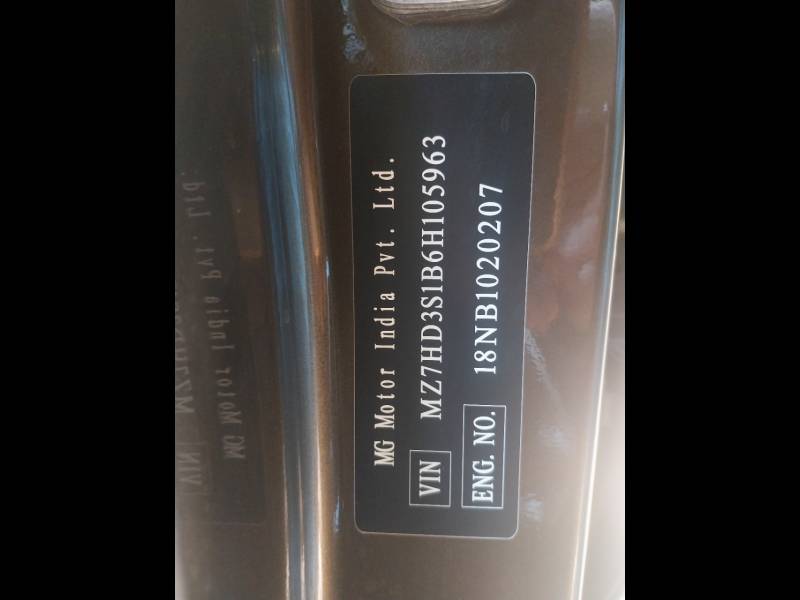 MG Motor India Pvt. Ltd.
VIN MZ7HD3S1B6H105963
ENG. NO. 18NB1020207